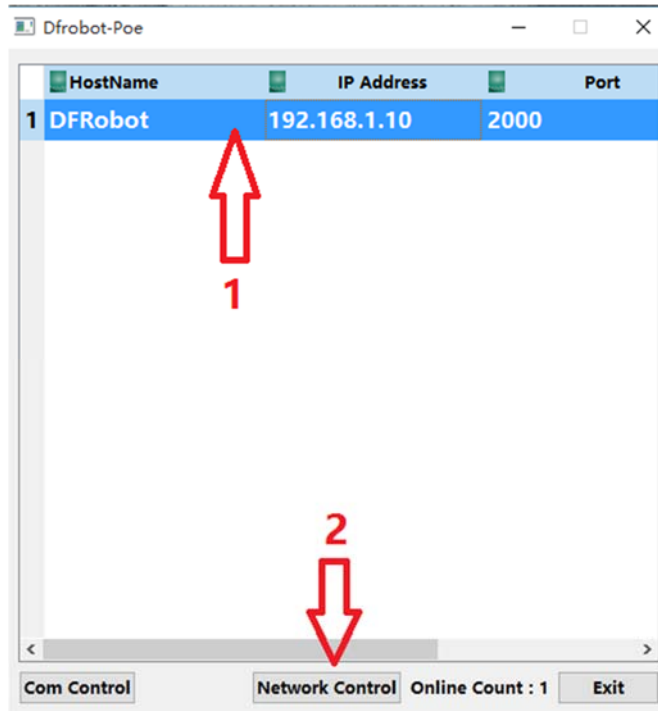 Dfrobot-Poe
HostName IP Address Port
1 DFRobot 192.168.1.10 2000
1
2
Com Control Network Control Online Count : 1 Exit